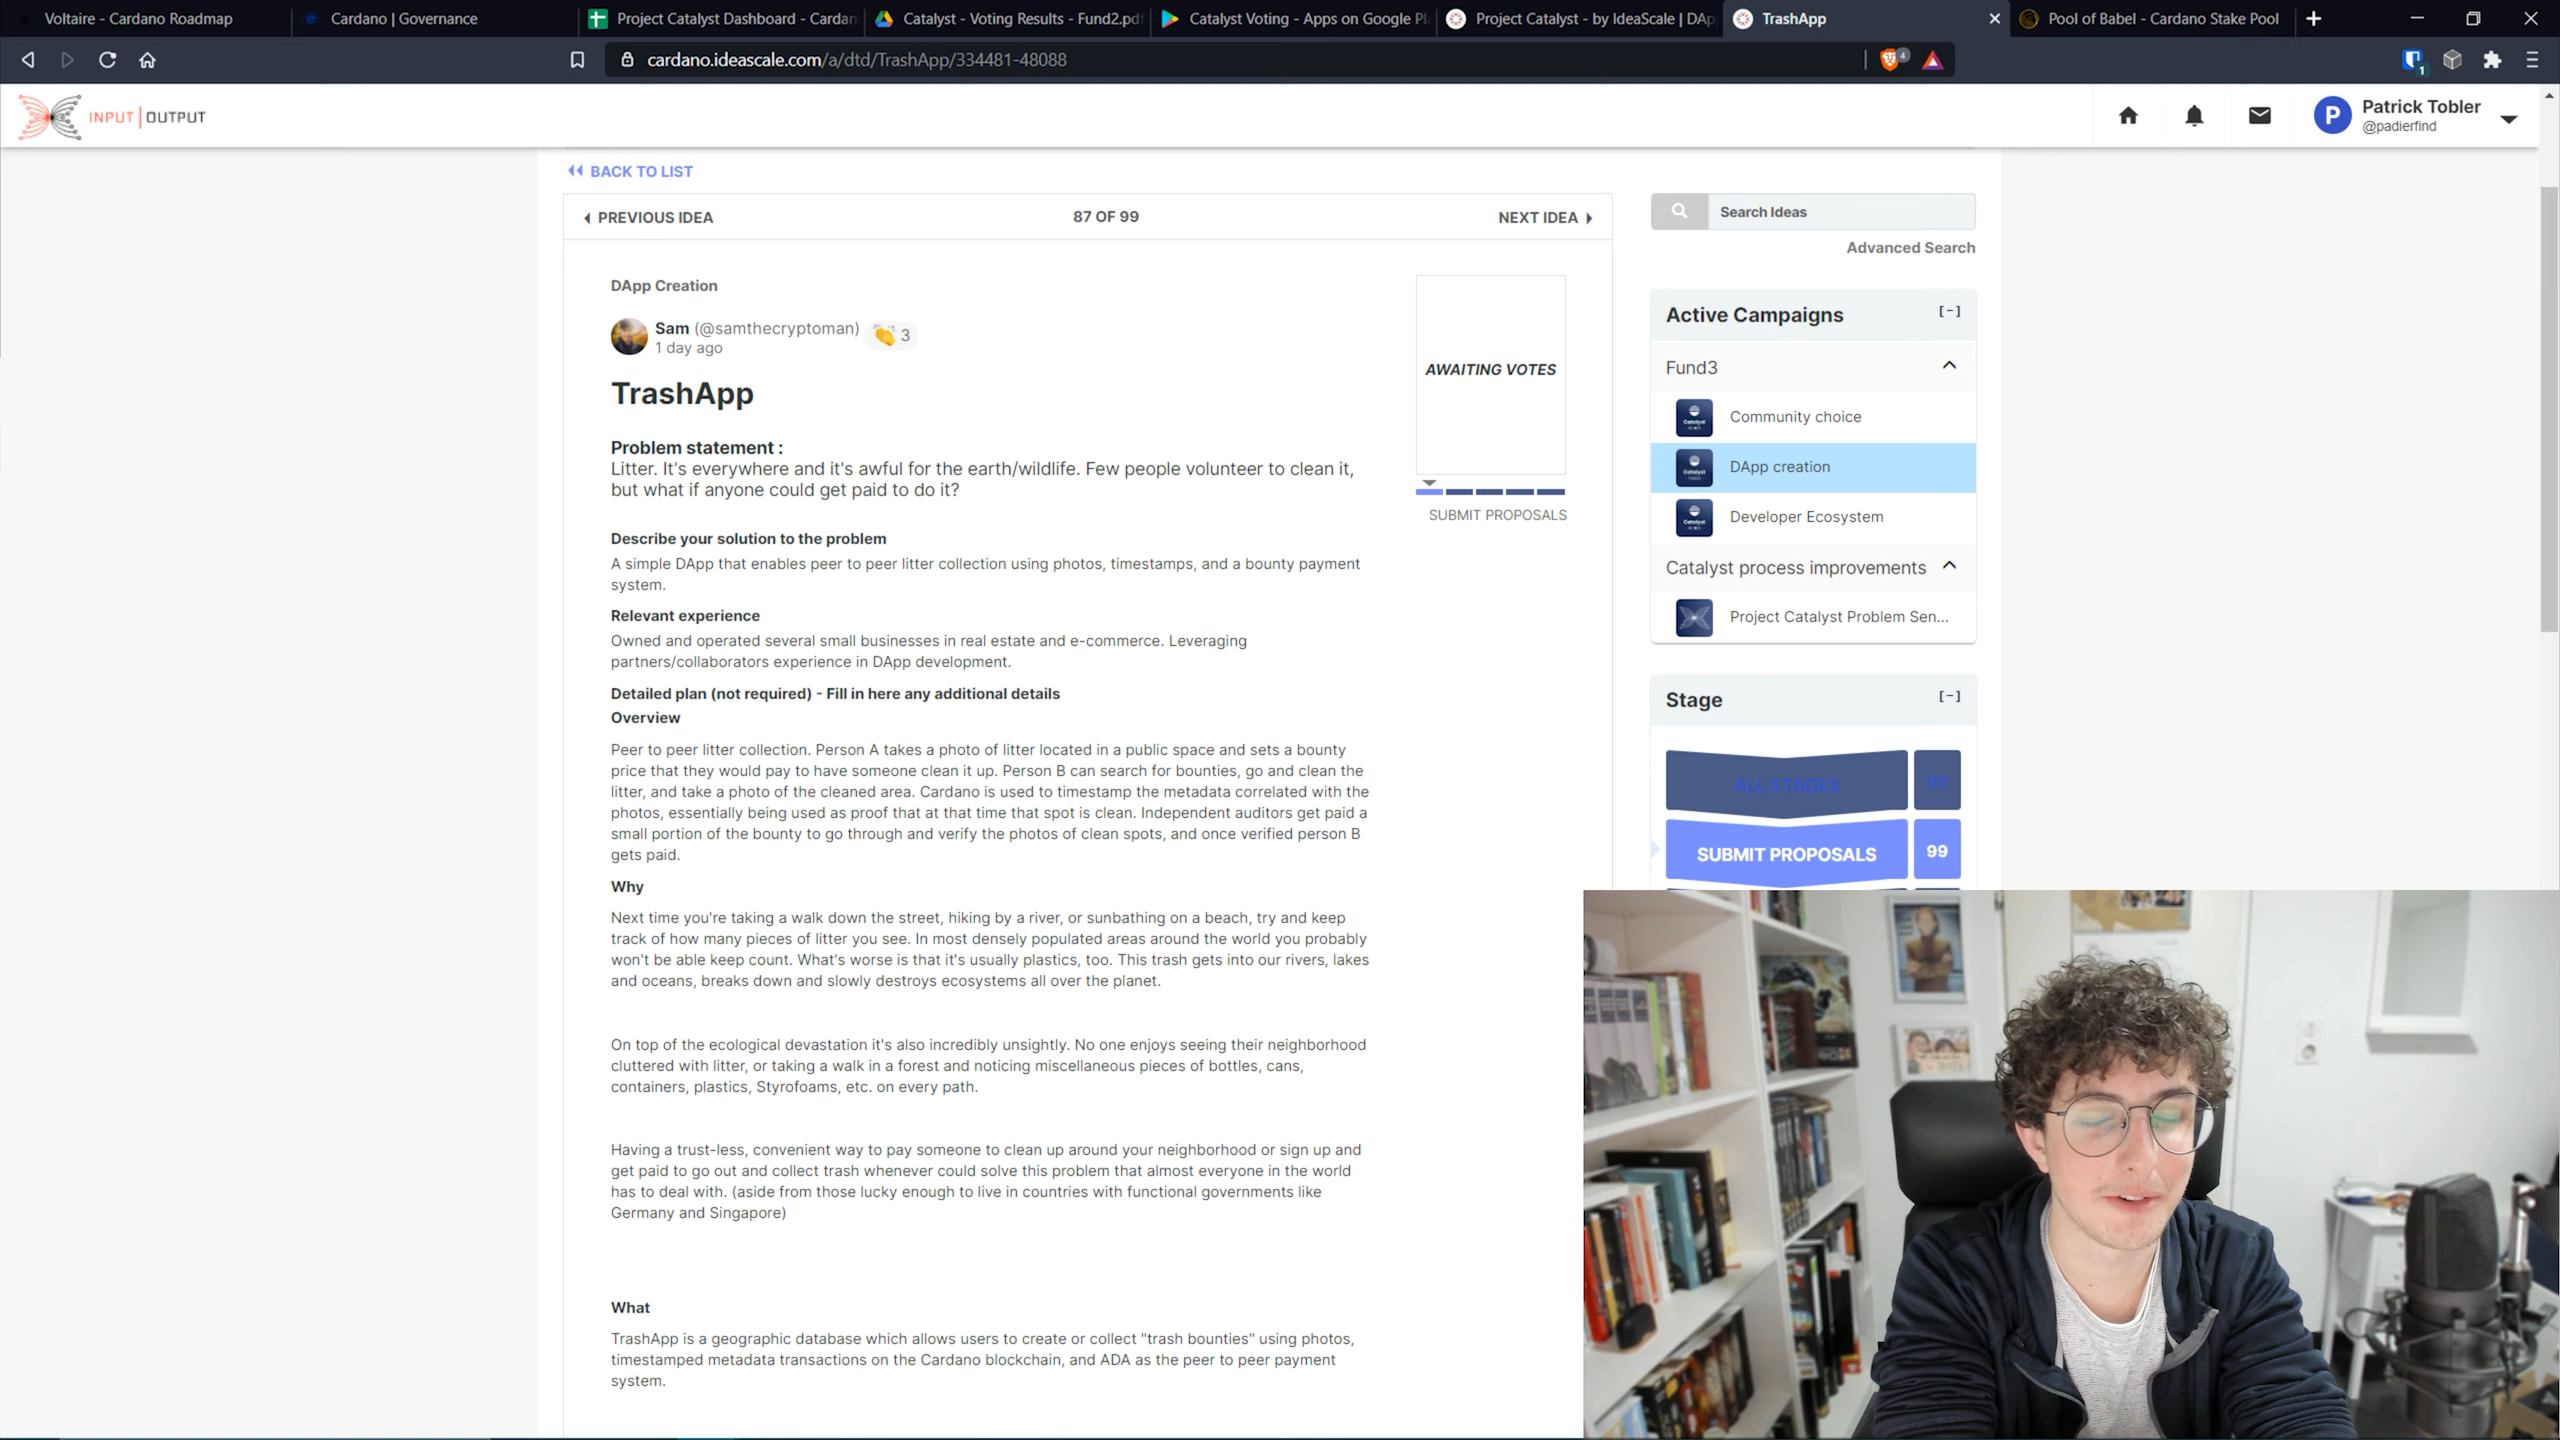 Voltaire - Cardano Roadmap
Cardano | Governance
Project Catalyst Dashboard - Cardan
Catalyst - Voting Results - Fund2.pdf
Catalyst Voting - Apps on Google Pl
Project Catalyst - by IdeaScale | DAp
TrashApp
Pool of Babel - Cardano Stake Pool
cardano.ideascale.com/a/dtd/TrashApp/334481-48088
4
1
INPUT | OUTPUT
P
Patrick Tobler
@padierfind
BACK TO LIST
PREVIOUS IDEA
87 OF 99
NEXT IDEA
DApp Creation
Sam (@samthecryptoman)
3
1 day ago
TrashApp
AWAITING VOTES
SUBMIT PROPOSALS
Problem statement :
Litter. It's everywhere and it's awful for the earth/wildlife. Few people volunteer to clean it,
but what if anyone could get paid to do it?
Describe your solution to the problem
A simple DApp that enables peer to peer litter collection using photos, timestamps, and a bounty payment
system.
Relevant experience
Owned and operated several small businesses in real estate and e-commerce. Leveraging
partners/collaborators experience in DApp development.
Detailed plan (not required) - Fill in here any additional details
Overview
Peer to peer litter collection. Person A takes a photo of litter located in a public space and sets a bounty
price that they would pay to have someone clean it up. Person B can search for bounties, go and clean the
litter, and take a photo of the cleaned area. Cardano is used to timestamp the metadata correlated with the
photos, essentially being used as proof that at that time that spot is clean. Independent auditors get paid a
small portion of the bounty to go through and verify the photos of clean spots, and once verified person B
gets paid.
Why
Next time you're taking a walk down the street, hiking by a river, or sunbathing on a beach, try and keep
track of how many pieces of litter you see. In most densely populated areas around the world you probably
won't be able keep count. What's worse is that it's usually plastics, too. This trash gets into our rivers, lakes
and oceans, breaks down and slowly destroys ecosystems all over the planet.
On top of the ecological devastation it's also incredibly unsightly. No one enjoys seeing their neighborhood
cluttered with litter, or taking a walk in a forest and noticing miscellaneous pieces of bottles, cans,
containers, plastics, Styrofoams, etc. on every path.
Having a trust-less, convenient way to pay someone to clean up around your neighborhood or sign up and
get paid to go out and collect trash whenever could solve this problem that almost everyone in the world
has to deal with. (aside from those lucky enough to live in countries with functional governments like
Germany and Singapore)
What
TrashApp is a geographic database which allows users to create or collect "trash bounties" using photos,
timestamped metadata transactions on the Cardano blockchain, and ADA as the peer to peer payment
system.
Search Ideas
Advanced Search
Active Campaigns
[-]
Fund3
Community choice
DApp creation
Developer Ecosystem
Catalyst process improvements
Project Catalyst Problem Sen...
Stage
[-]
ALL STAGES
99
SUBMIT PROPOSALS
99